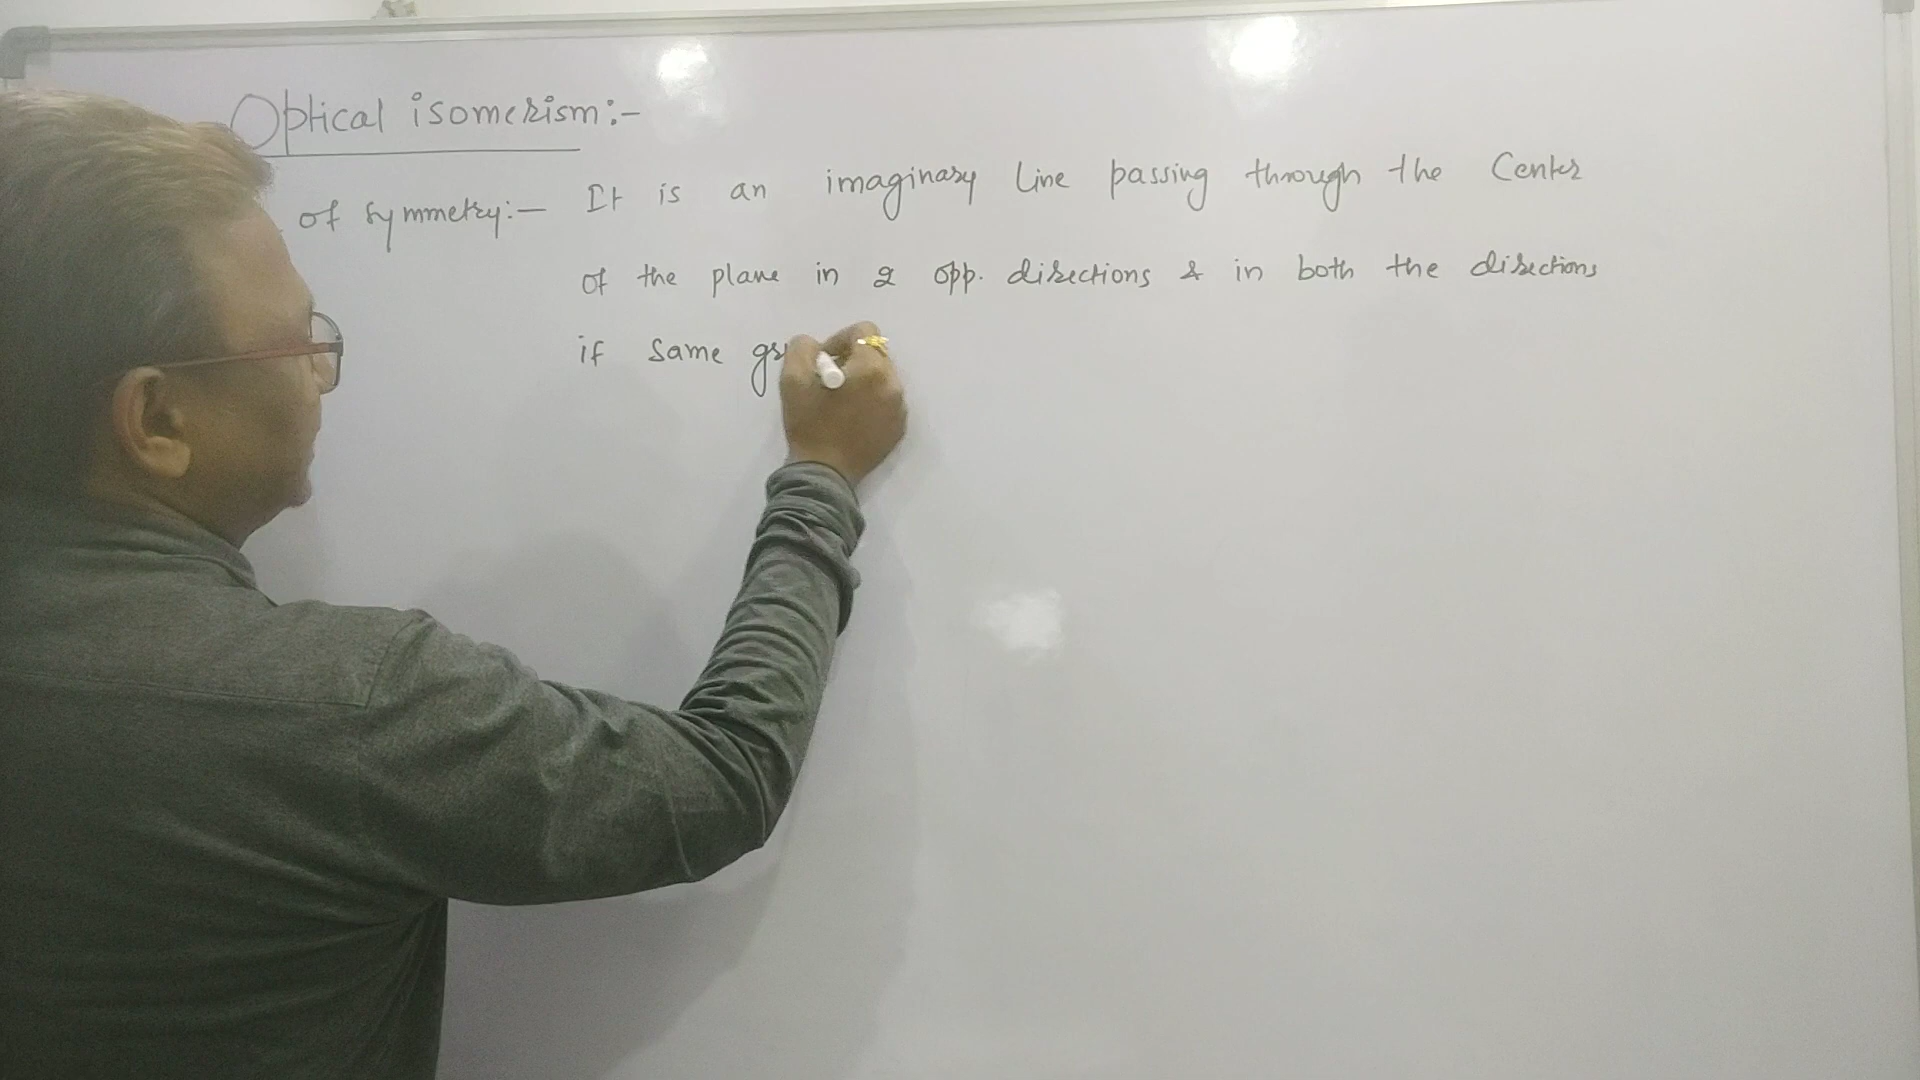 Optical isomerism:-
of symmetry:- It is an imaginary line passing through the Center
of the plane in 2 opp. directions & in both the directions
if same